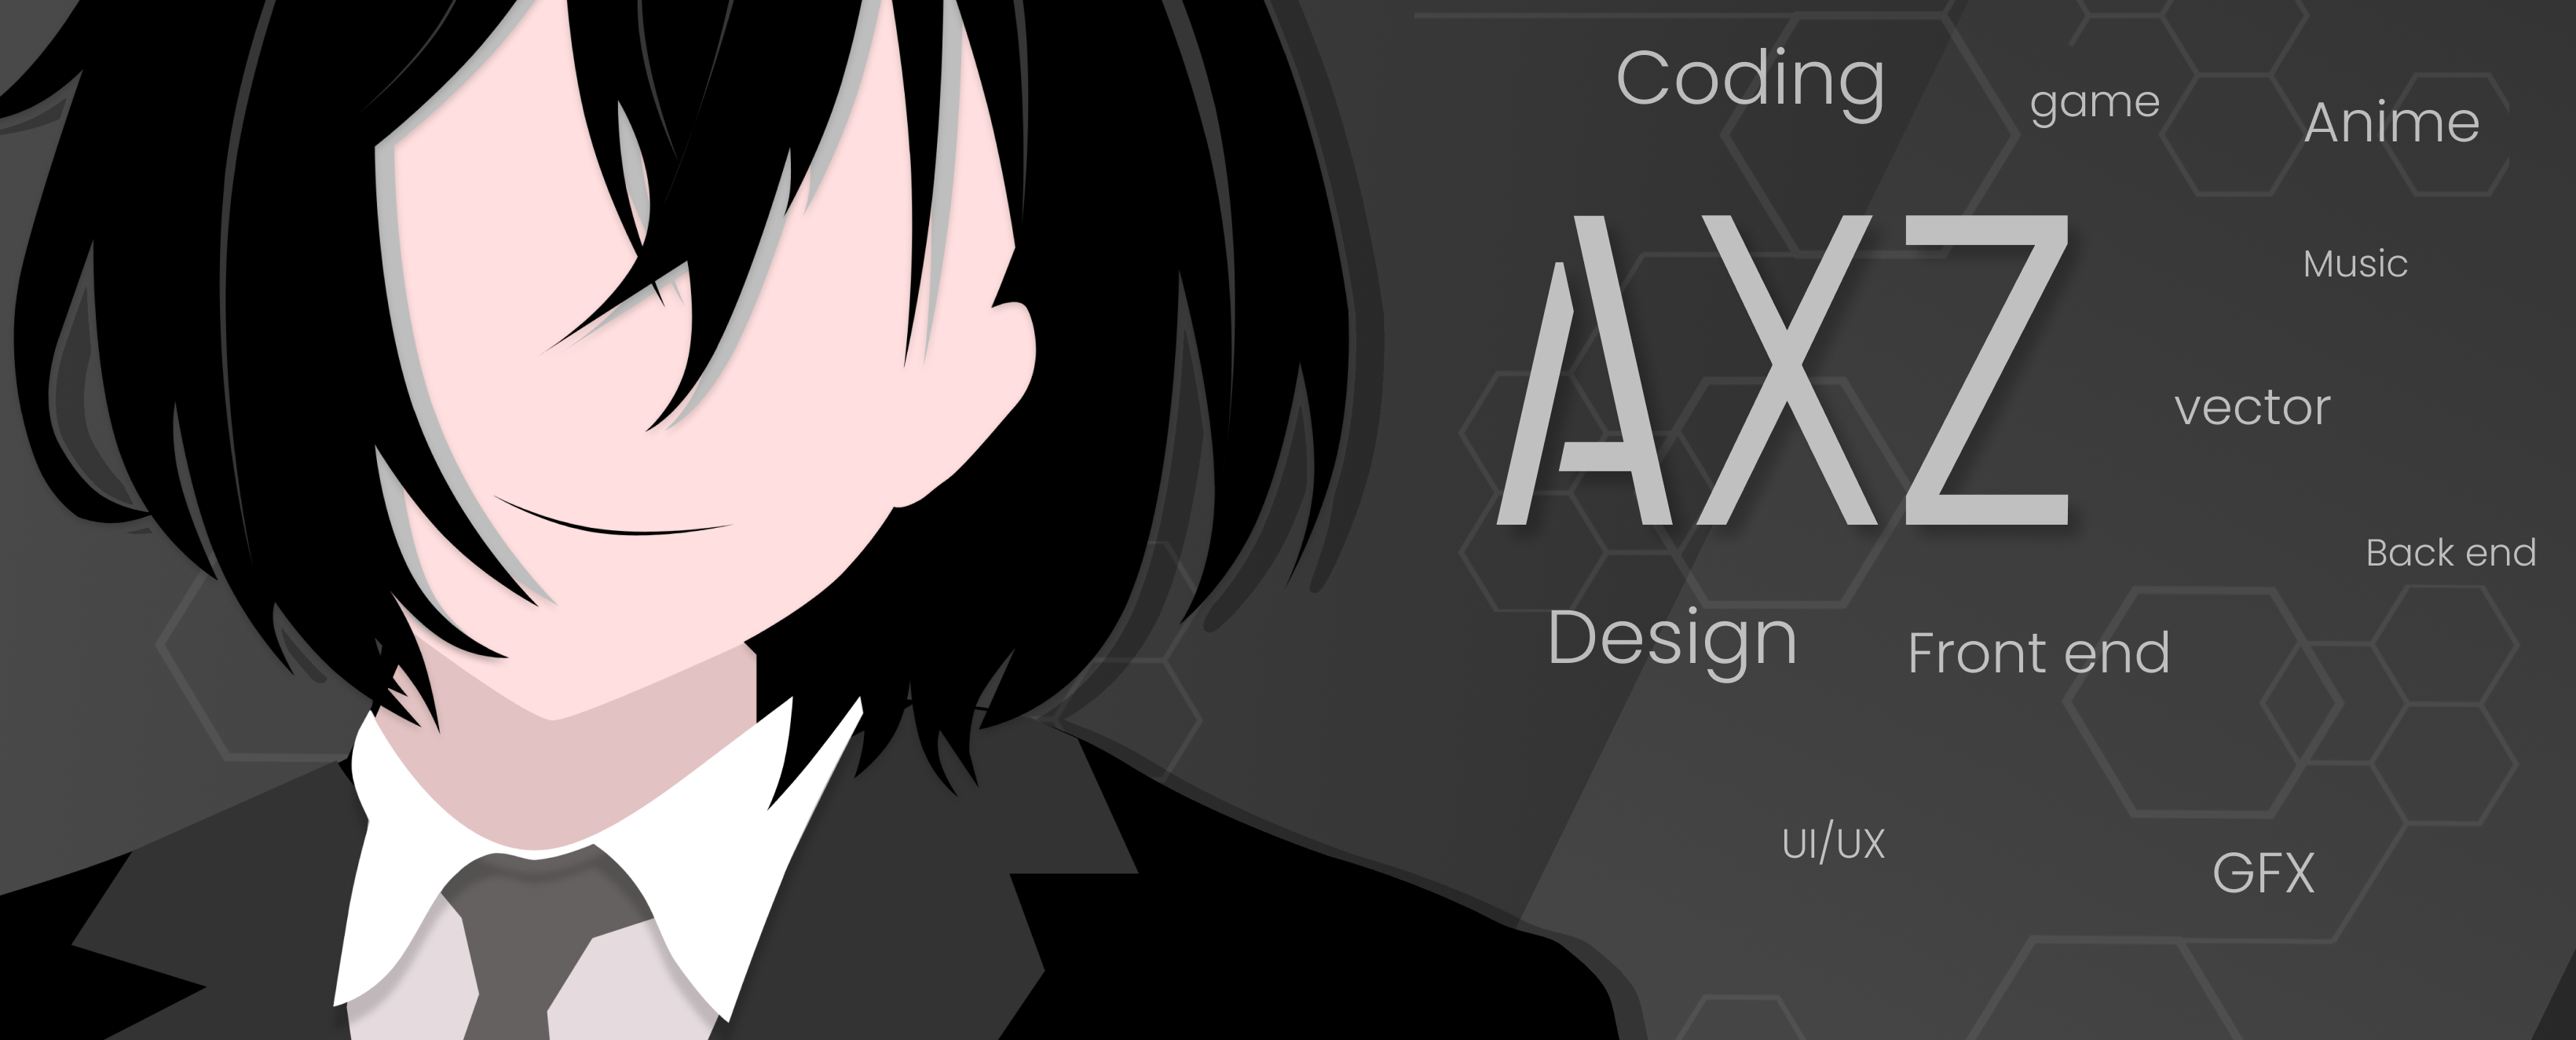 Coding
game
Anime
AXZ
Music
vector
Back end
Design
Front end
UI/UX
GFX